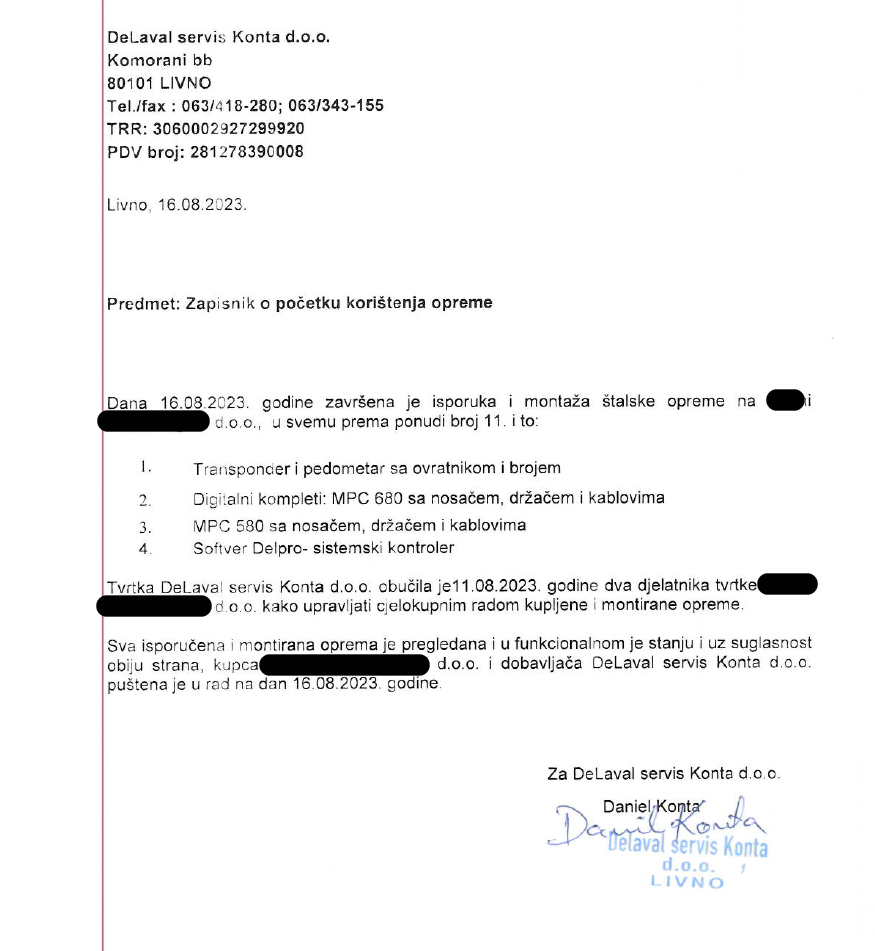 DeLaval servis Konta d.o.o.
Komorani bb
80101 LIVNO
Tel./fax : 063/418-280; 063/343-155
TRR: 3060002927299920
PDV broj: 281278390008
Livno, 16.08.2023.
Predmet: Zapisnik o početku korištenja opreme
Dana 16.08.2023. godine završena je isporuka i montaža štalske opreme na
d.o.o., u svemu prema ponudi broj 11. i to:
1. Transponder i pedometar sa ovratnikom i brojem
2. Digitalni kompleti: MPC 680 sa nosačem, držačem i kablovima
3. MPC 580 sa nosačem, držačem i kablovima
4. Softver Delpro- sistemski kontroler
Tvrtka DeLaval servis Konta d.o.o. obučila je11.08.2023. godine dva djelatnika tvrtke
d.o.o. kako upravljati cjelokupnim radom kupljene i montirane opreme.
Sva isporučena i montirana oprema je pregledana i u funkcionalnom je stanju i uz suglasnost
obiju strana, kupca d.o.o. i dobavljača DeLaval servis Konta d.o.o.
puštena je u rad na dan 16.08.2023. godine.
Za DeLaval servis Konta d.o.o.
Daniel Konta
Danil Konta
Delaval servis Konta
d.o.o. 1
LIVNO